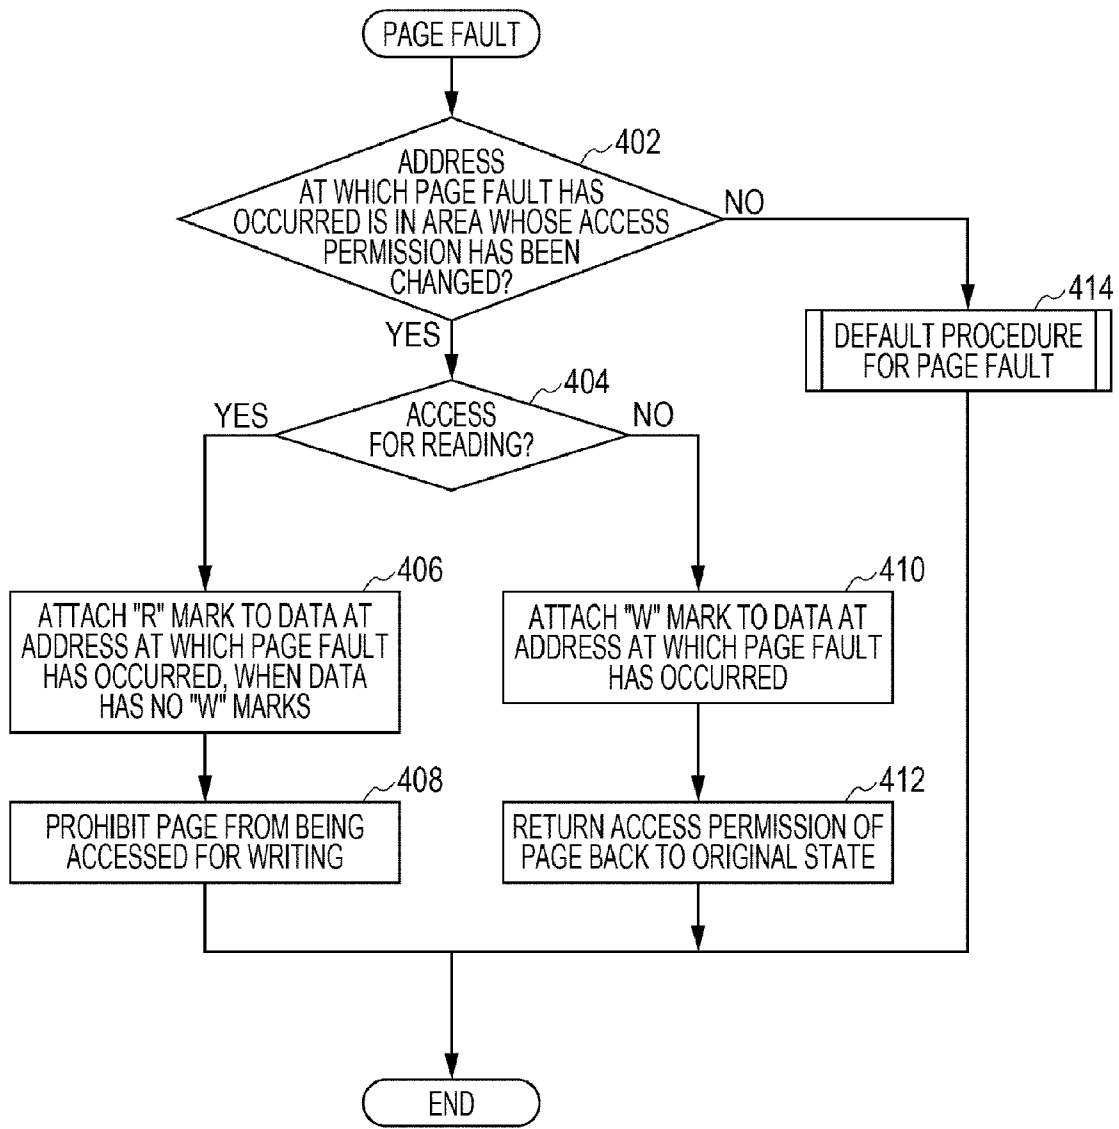 PAGE FAULT
402
ADDRESS
AT WHICH PAGE FAULT HAS
OCCURRED IS IN AREA WHOSE ACCESS
PERMISSION HAS BEEN
CHANGED?
NO
YES
414
DEFAULT PROCEDURE
FOR PAGE FAULT
404
ACCESS
FOR READING?
YES
NO
406
ATTACH "R" MARK TO DATA AT
ADDRESS AT WHICH PAGE FAULT
HAS OCCURRED, WHEN DATA
HAS NO "W" MARKS
410
ATTACH "W" MARK TO DATA AT
ADDRESS AT WHICH PAGE FAULT
HAS OCCURRED
408
PROHIBIT PAGE FROM BEING
ACCESSED FOR WRITING
412
RETURN ACCESS PERMISSION OF
PAGE BACK TO ORIGINAL STATE
END